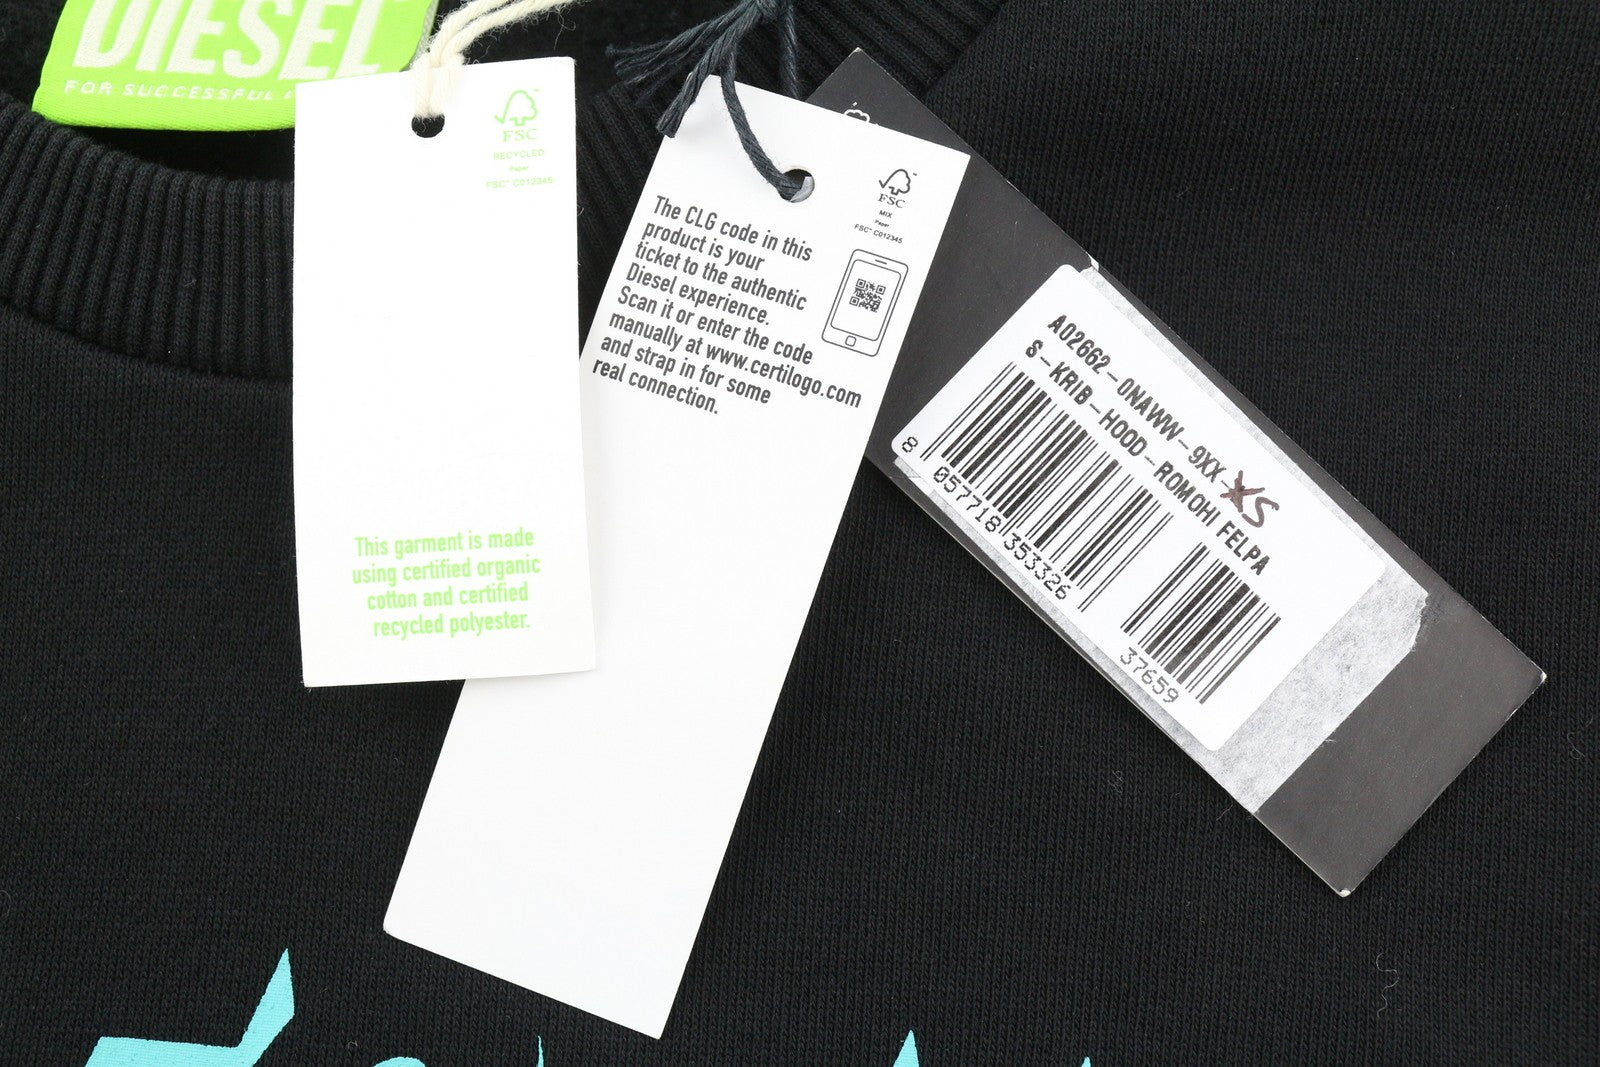 DIESEL
FOR SUCCESSFUL
FSC
RECYCLED
Paper
FSC™ C012345
This garment is made
using certified organic
cotton and certified
recycled polyester.
FSC
MIX
Paper
FSC™ C012345
The CLG code in this
product is your
ticket to the authentic
Diesel experience.
Scan it or enter the code
manually at www.certilogo.com
and strap in for some
real connection.
A02662-0NAWW-9XX-XS
S-KRIB-HOOD-ROMOHI FELPA
8 057718 353326
37659